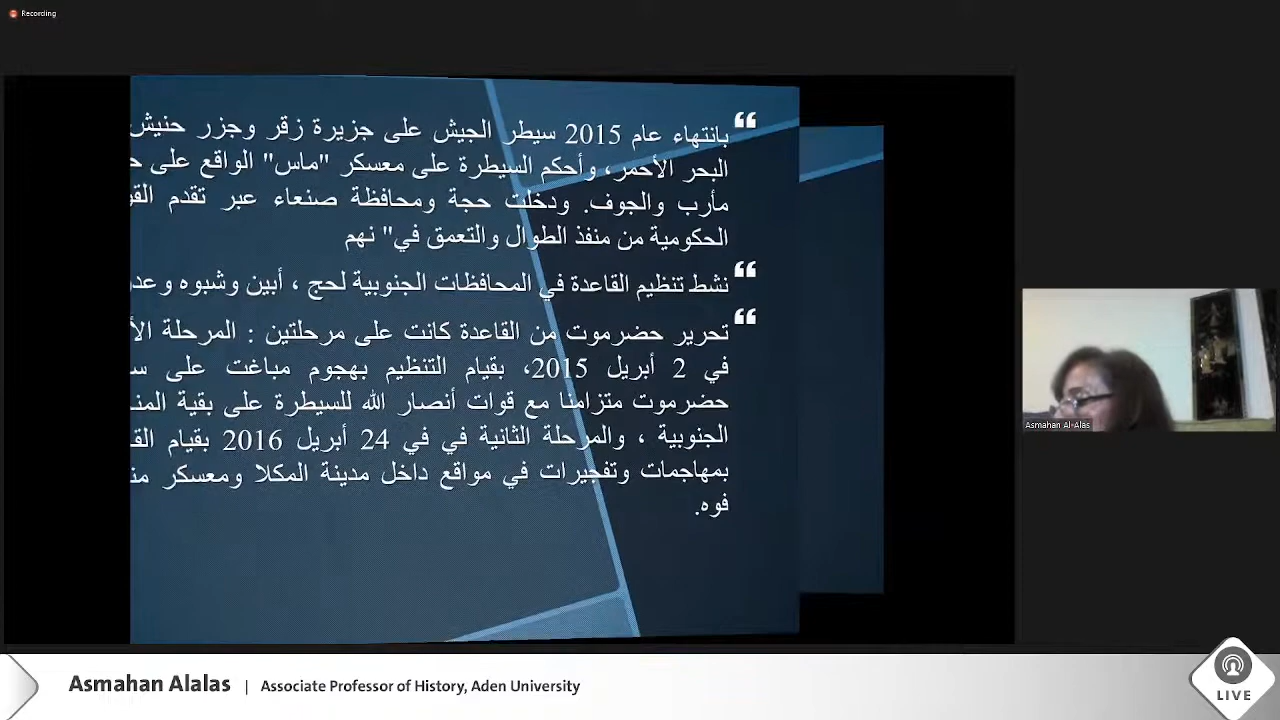 Recording
بانتهاء عام 2015 سيطر الجيش على جزيرة زقر وجزر حنيش
البحر الأحمر، وأحكم السيطرة على معسكر "ماس" الواقع على
مأرب والجوف. ودخلت حجة ومحافظة صنعاء عبر تقدم
الحكومية من منفذ الطوال والتعمق في" نهم
نشط تنظيم القاعدة في المحافظات الجنوبية لحج ، أبين وشبوه
تحرير حضرموت من القاعدة كانت على مرحلتين : المرحلة
في 2 أبريل 2015، بقيام التنظيم بهجوم مباغت على
حضرموت متزامنا مع قوات أنصار الله للسيطرة على بقية
الجنوبية ، والمرحلة الثانية في في 24 أبريل 2016 بقيام
بمهاجمات وتفجيرات في مواقع داخل مدينة المكلا ومعسكر
فوه.
Asmahan Al-Alas
Asmahan Alalas | Associate Professor of History, Aden University
LIVE